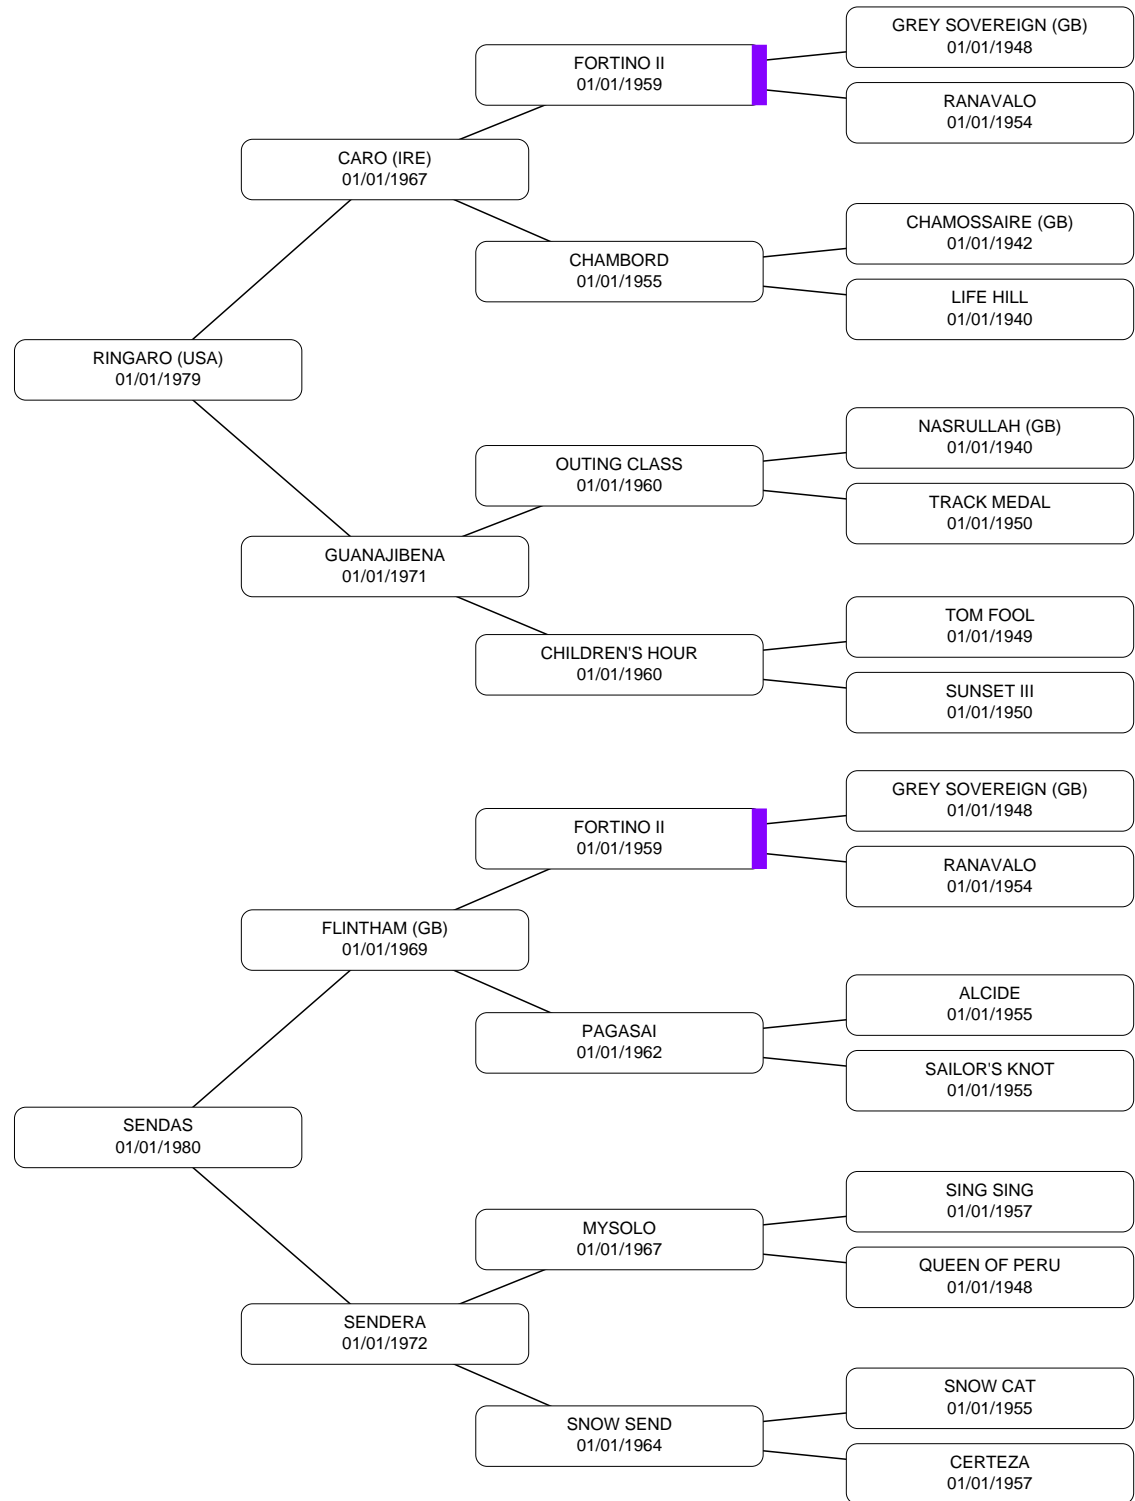 GREY SOVEREIGN (GB)
01/01/1948
FORTINO II
01/01/1959
RANAVALO
01/01/1954
CARO (IRE)
01/01/1967
CHAMOSSAIRE (GB)
01/01/1942
CHAMBORD
01/01/1955
LIFE HILL
01/01/1940
RINGARO (USA)
01/01/1979
NASRULLAH (GB)
01/01/1940
OUTING CLASS
01/01/1960
TRACK MEDAL
01/01/1950
GUANAJIBENA
01/01/1971
TOM FOOL
01/01/1949
CHILDREN'S HOUR
01/01/1960
SUNSET III
01/01/1950
GREY SOVEREIGN (GB)
01/01/1948
FORTINO II
01/01/1959
RANAVALO
01/01/1954
FLINTHAM (GB)
01/01/1969
ALCIDE
01/01/1955
PAGASAI
01/01/1962
SAILOR'S KNOT
01/01/1955
SENDAS
01/01/1980
SING SING
01/01/1957
MYSOLO
01/01/1967
QUEEN OF PERU
01/01/1948
SENDERA
01/01/1972
SNOW CAT
01/01/1955
SNOW SEND
01/01/1964
CERTEZA
01/01/1957